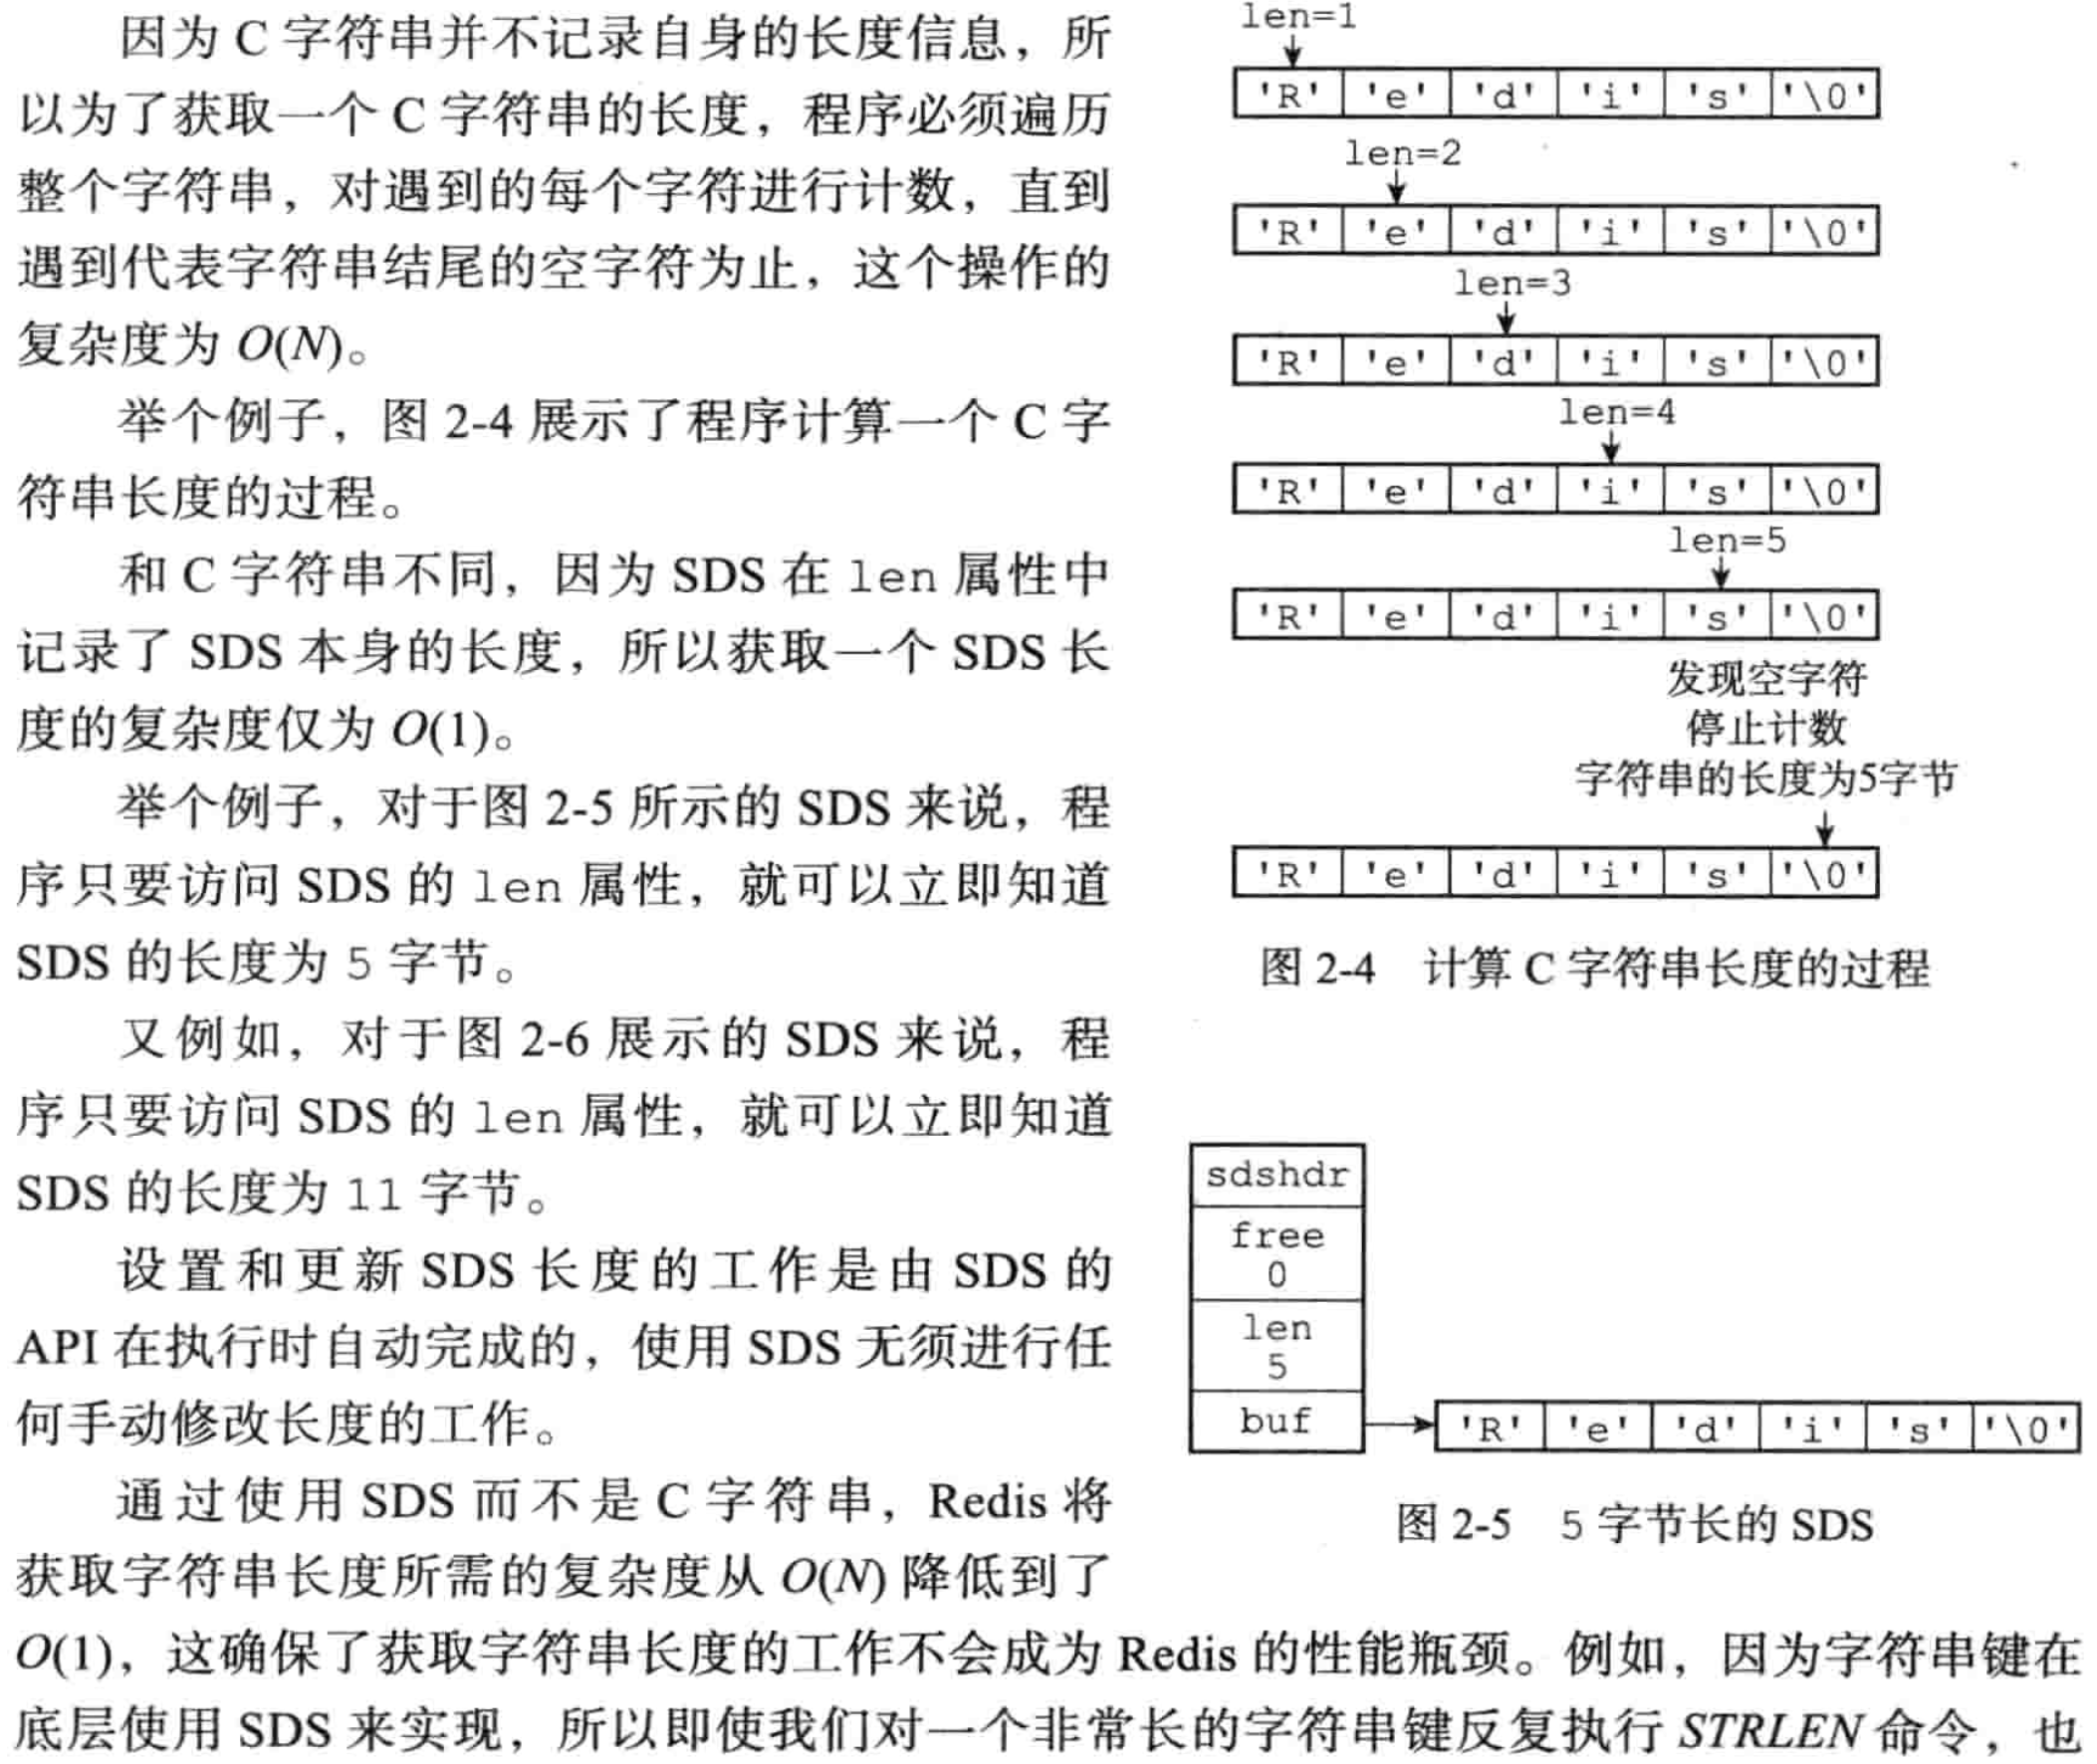 因为 C 字符串并不记录自身的长度信息，所
以为了获取一个 C 字符串的长度，程序必须遍历
整个字符串，对遇到的每个字符进行计数，直到
遇到代表字符串结尾的空字符为止，这个操作的
复杂度为 O(N)。
举个例子，图 2-4 展示了程序计算一个 C 字
符串长度的过程。
和 C 字符串不同，因为 SDS 在 len 属性中
记录了 SDS 本身的长度，所以获取一个 SDS 长
度的复杂度仅为 O(1)。
举个例子，对于图 2-5 所示的 SDS 来说，程
序只要访问 SDS 的 len 属性，就可以立即知道
SDS 的长度为 5 字节。
又例如，对于图 2-6 展示的 SDS 来说，程
序只要访问 SDS 的 len 属性，就可以立即知道
SDS 的长度为 11 字节。
设置和更新 SDS 长度的工作是由 SDS 的
API 在执行时自动完成的，使用 SDS 无须进行任
何手动修改长度的工作。
通过使用 SDS 而不是 C 字符串，Redis 将
获取字符串长度所需的复杂度从 O(N) 降低到了
O(1)，这确保了获取字符串长度的工作不会成为 Redis 的性能瓶颈。例如，因为字符串键在
底层使用 SDS 来实现，所以即使我们对一个非常长的字符串键反复执行 STRLEN 命令，也
len=1
'R' 'e' 'd' 'i' 's' '\0'
len=2
'R' 'e' 'd' 'i' 's' '\0'
len=3
'R' 'e' 'd' 'i' 's' '\0'
len=4
'R' 'e' 'd' 'i' 's' '\0'
len=5
'R' 'e' 'd' 'i' 's' '\0'
发现空字符
停止计数
字符串的长度为5字节
'R' 'e' 'd' 'i' 's' '\0'
图 2-4 计算 C 字符串长度的过程
sdshdr
free
0
len
5
buf
'R' 'e' 'd' 'i' 's' '\0'
图 2-5 5 字节长的 SDS